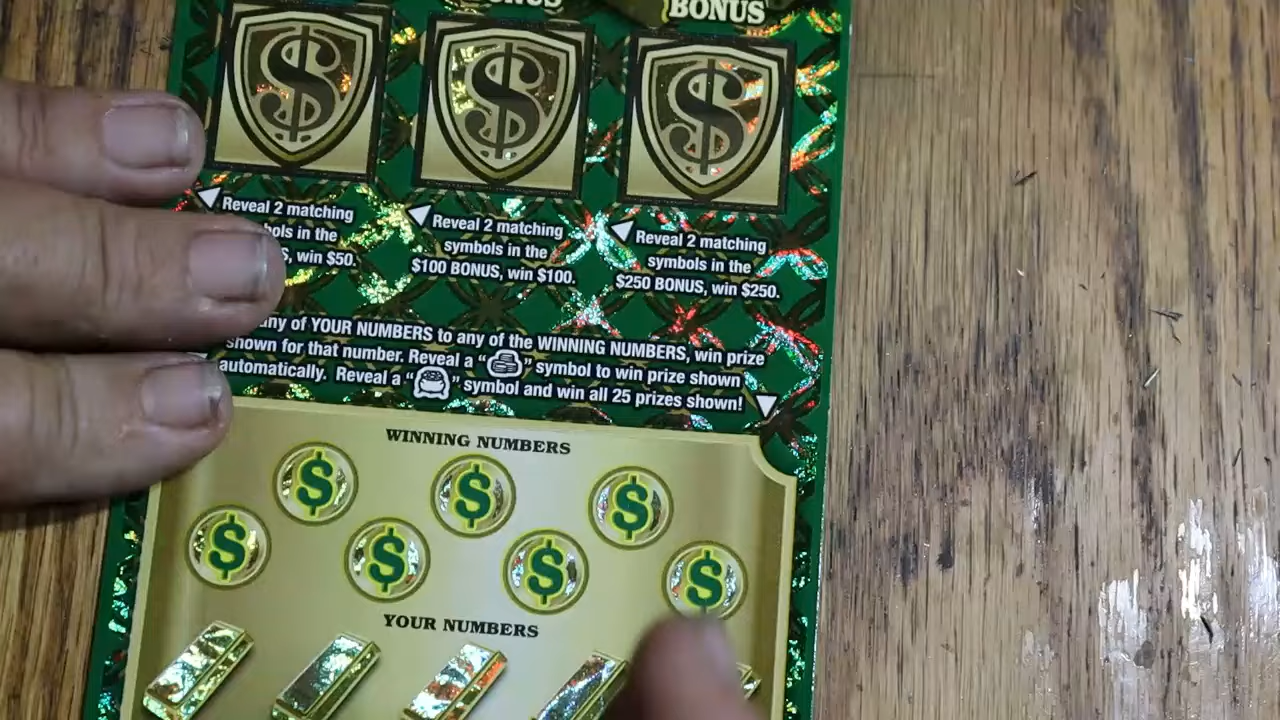 BONUS
Reveal 2 matching
in the
win $50.
Reveal 2 matching
symbols in the
$100 BONUS, win $100.
Reveal 2 matching
symbols in the
$250 BONUS, win $250.
any of YOUR NUMBERS to any of the WINNING NUMBERS, win prize
shown for that number. Reveal a " " symbol to win prize shown
automatically. Reveal a " " symbol and win all 25 prizes shown!
WINNING NUMBERS
$ $ $
$ $ $ $
YOUR NUMBERS